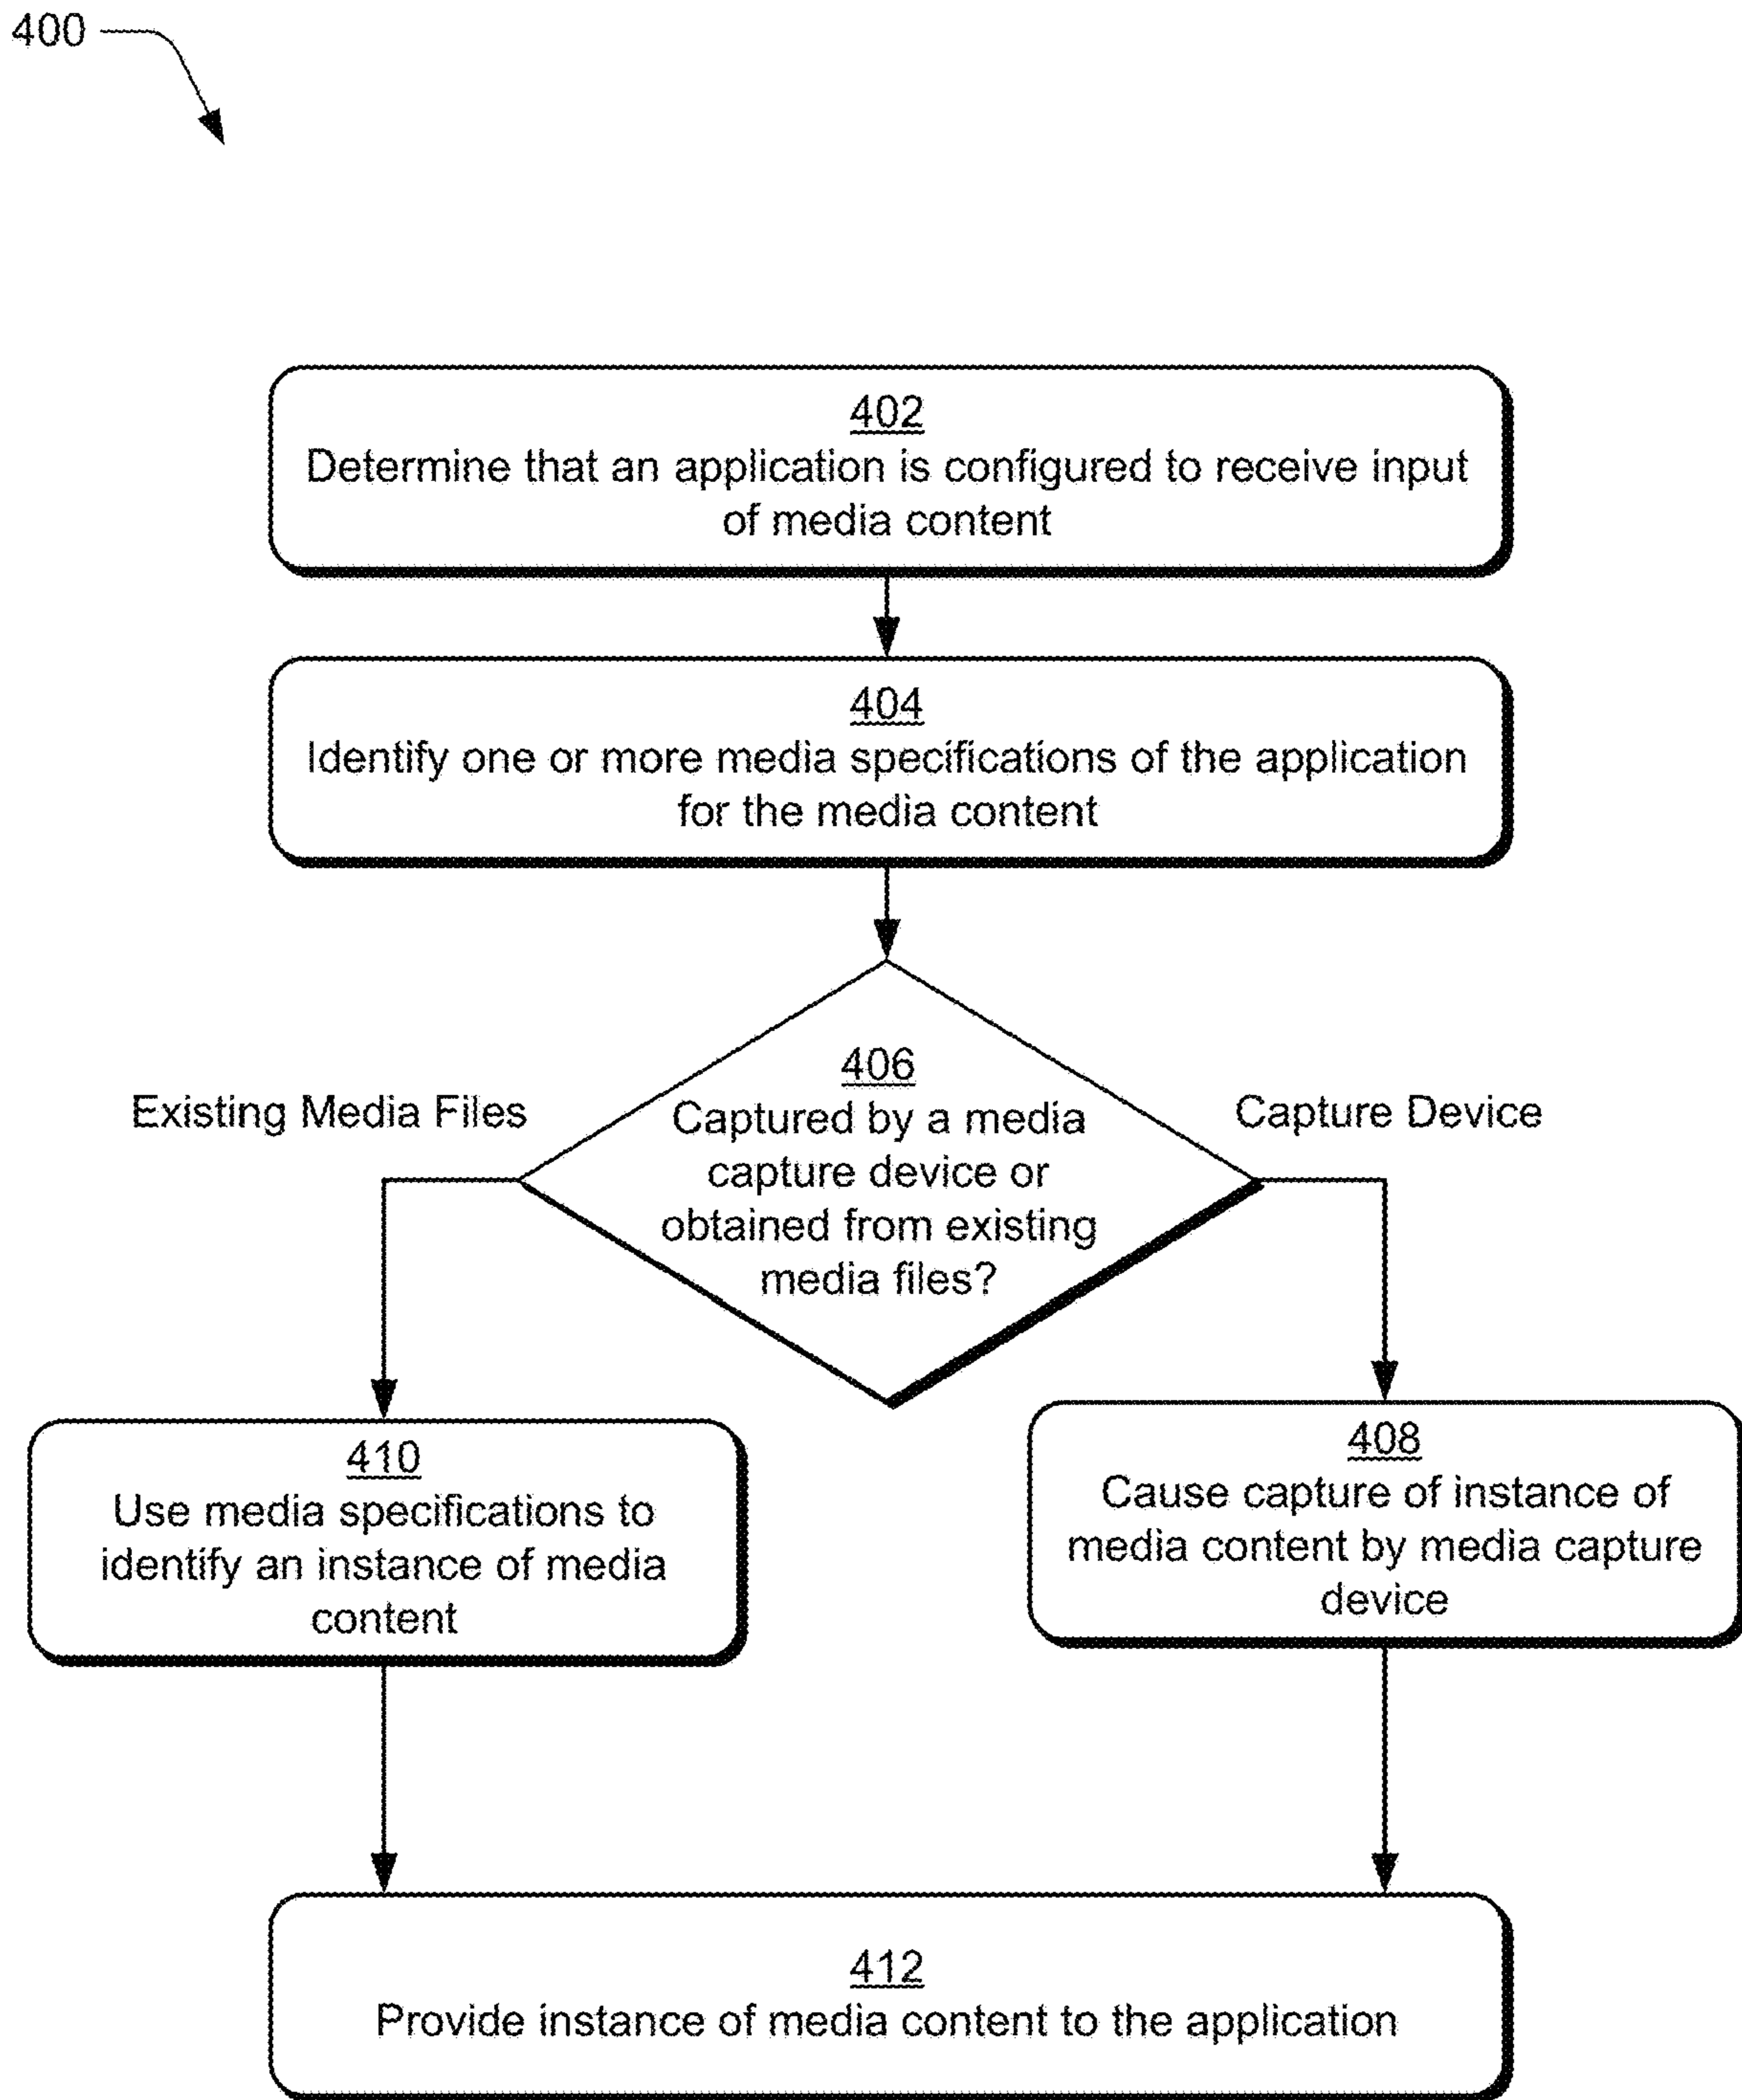 400
402
Determine that an application is configured to receive input
of media content
404
Identify one or more media specifications of the application
for the media content
406
Captured by a media
capture device or
obtained from existing
media files?
Existing Media Files
Capture Device
410
Use media specifications to
identify an instance of media
content
408
Cause capture of instance of
media content by media capture
device
412
Provide instance of media content to the application